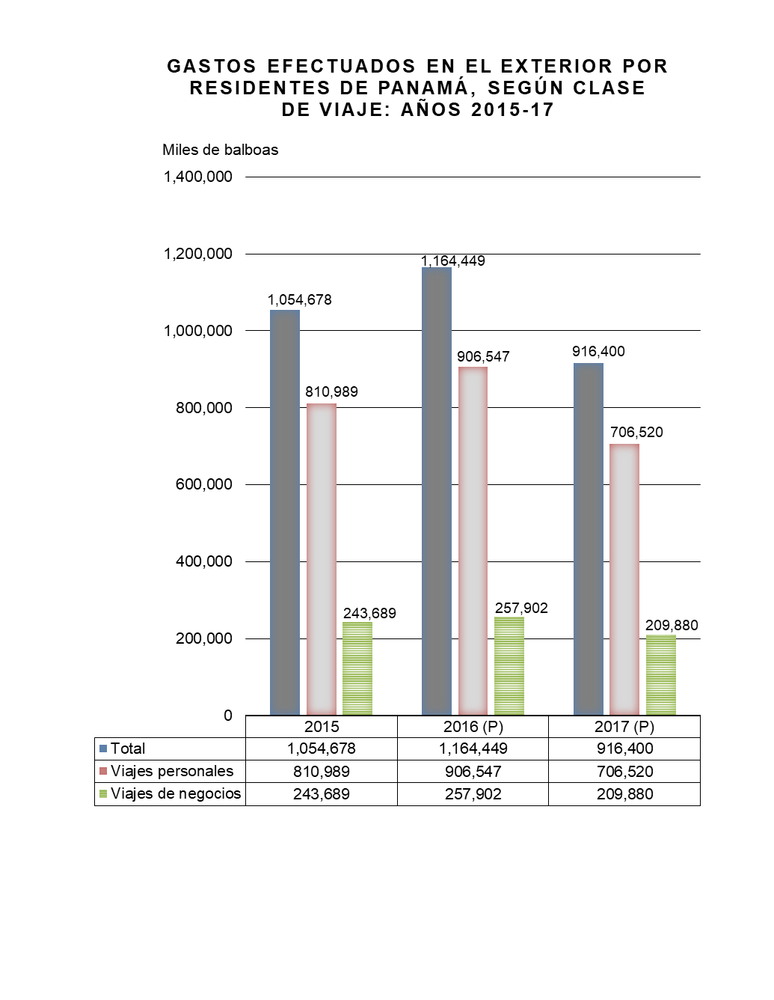 GASTOS EFECTUADOS EN EL EXTERIOR POR
RESIDENTES DE PANAMÁ, SEGÚN CLASE
DE VIAJE: AÑOS 2015-17
Miles de balboas
1,400,000
1,200,000
1,164,449
1,054,678
1,000,000
916,400
906,547
810,989
800,000
706,520
600,000
400,000
243,689
257,902
209,880
200,000
0
2015 2016 (P) 2017 (P)
Total 1,054,678 1,164,449 916,400
Viajes personales 810,989 906,547 706,520
Viajes de negocios 243,689 257,902 209,880